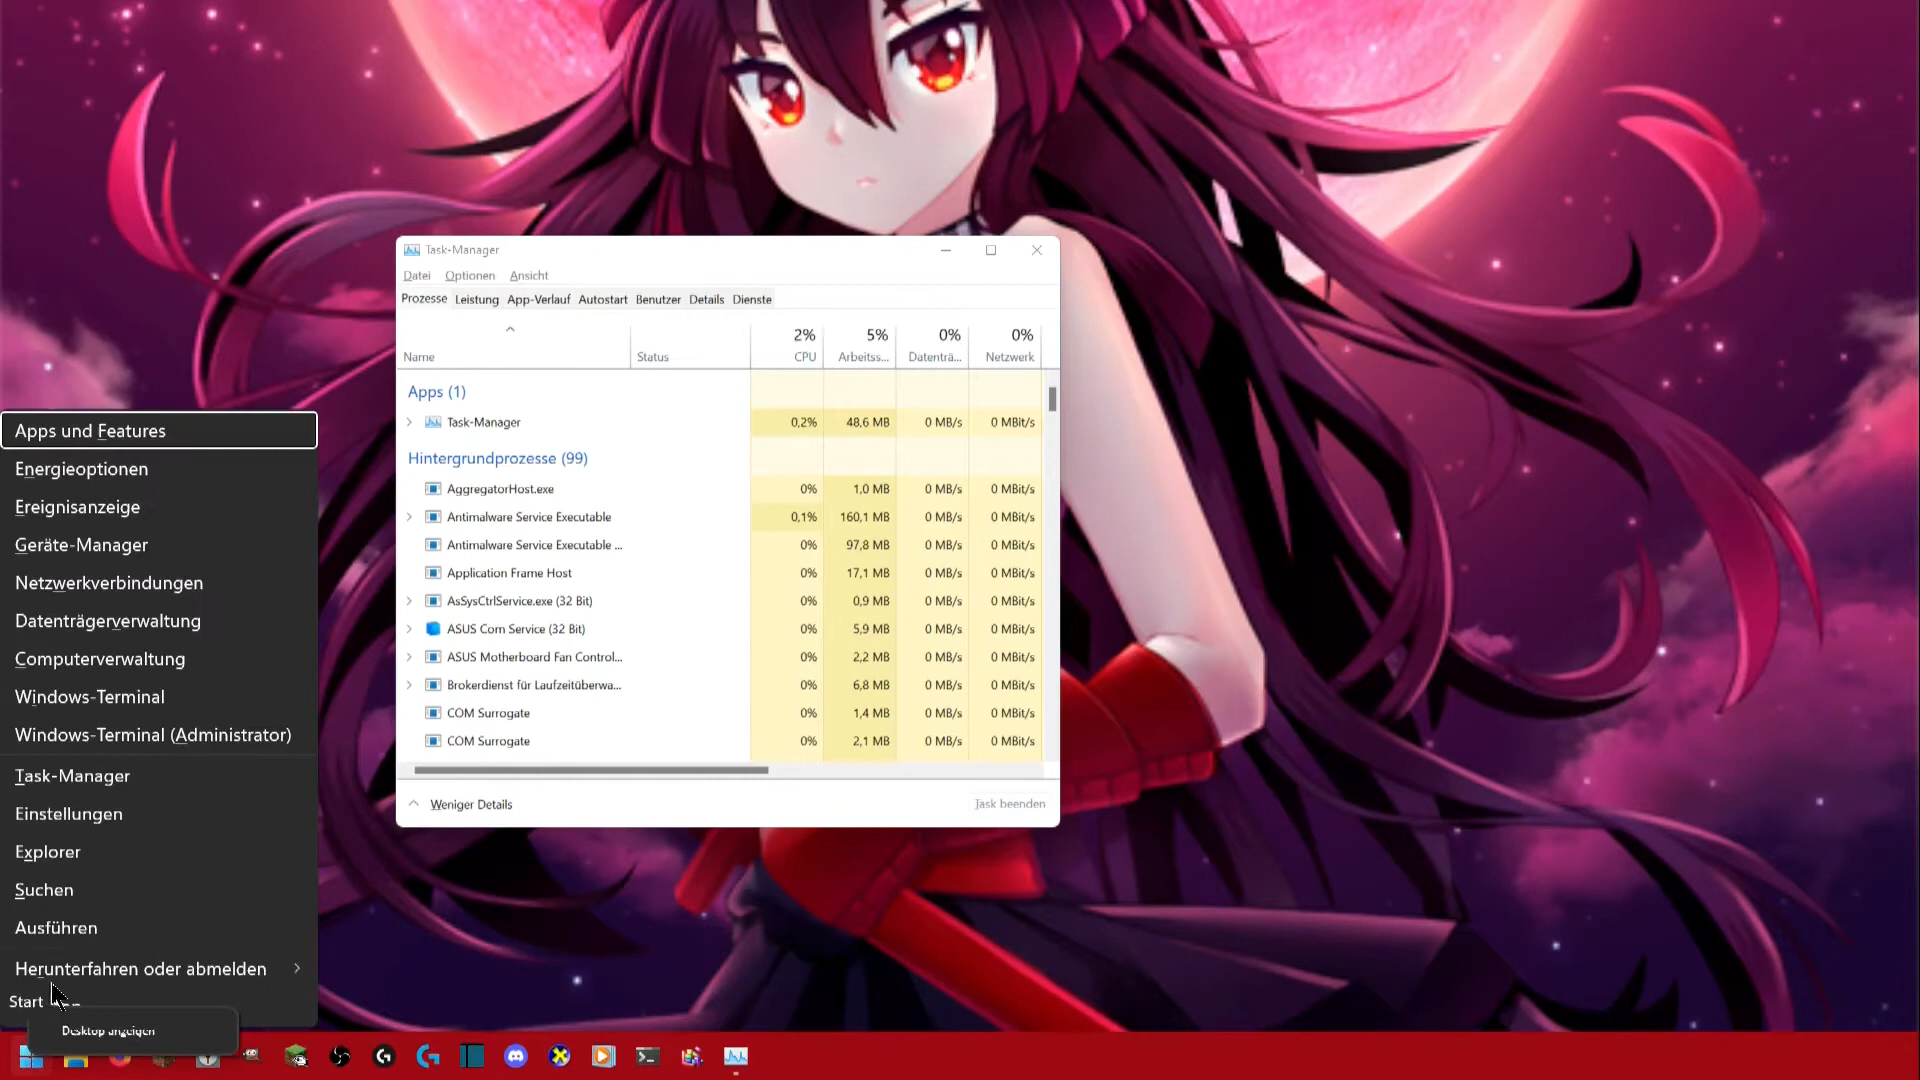 Task-Manager
Datei Optionen Ansicht
Prozesse Leistung App-Verlauf Autostart Benutzer Details Dienste
2% 5% 0% 0%
Name Status CPU Arbeitss... Datenträ... Netzwerk
Apps (1)
Task-Manager 0,2% 48,6 MB 0 MB/s 0 MBit/s
Hintergrundprozesse (99)
AggregatorHost.exe 0% 1,0 MB 0 MB/s 0 MBit/s
Antimalware Service Executable 0,1% 160,1 MB 0 MB/s 0 MBit/s
Antimalware Service Executable ... 0% 97,8 MB 0 MB/s 0 MBit/s
Application Frame Host 0% 17,1 MB 0 MB/s 0 MBit/s
AsSysCtrlService.exe (32 Bit) 0% 0,9 MB 0 MB/s 0 MBit/s
ASUS Com Service (32 Bit) 0% 5,9 MB 0 MB/s 0 MBit/s
ASUS Motherboard Fan Control... 0% 2,2 MB 0 MB/s 0 MBit/s
Brokerdienst für Laufzeitüberwa... 0% 6,8 MB 0 MB/s 0 MBit/s
COM Surrogate 0% 1,4 MB 0 MB/s 0 MBit/s
COM Surrogate 0% 2,1 MB 0 MB/s 0 MBit/s
Weniger Details Task beenden
Apps und Features
Energieoptionen
Ereignisanzeige
Geräte-Manager
Netzwerkverbindungen
Datenträgerverwaltung
Computerverwaltung
Windows-Terminal
Windows-Terminal (Administrator)
Task-Manager
Einstellungen
Explorer
Suchen
Ausführen
Herunterfahren oder abmelden
Start
Desktop anzeigen